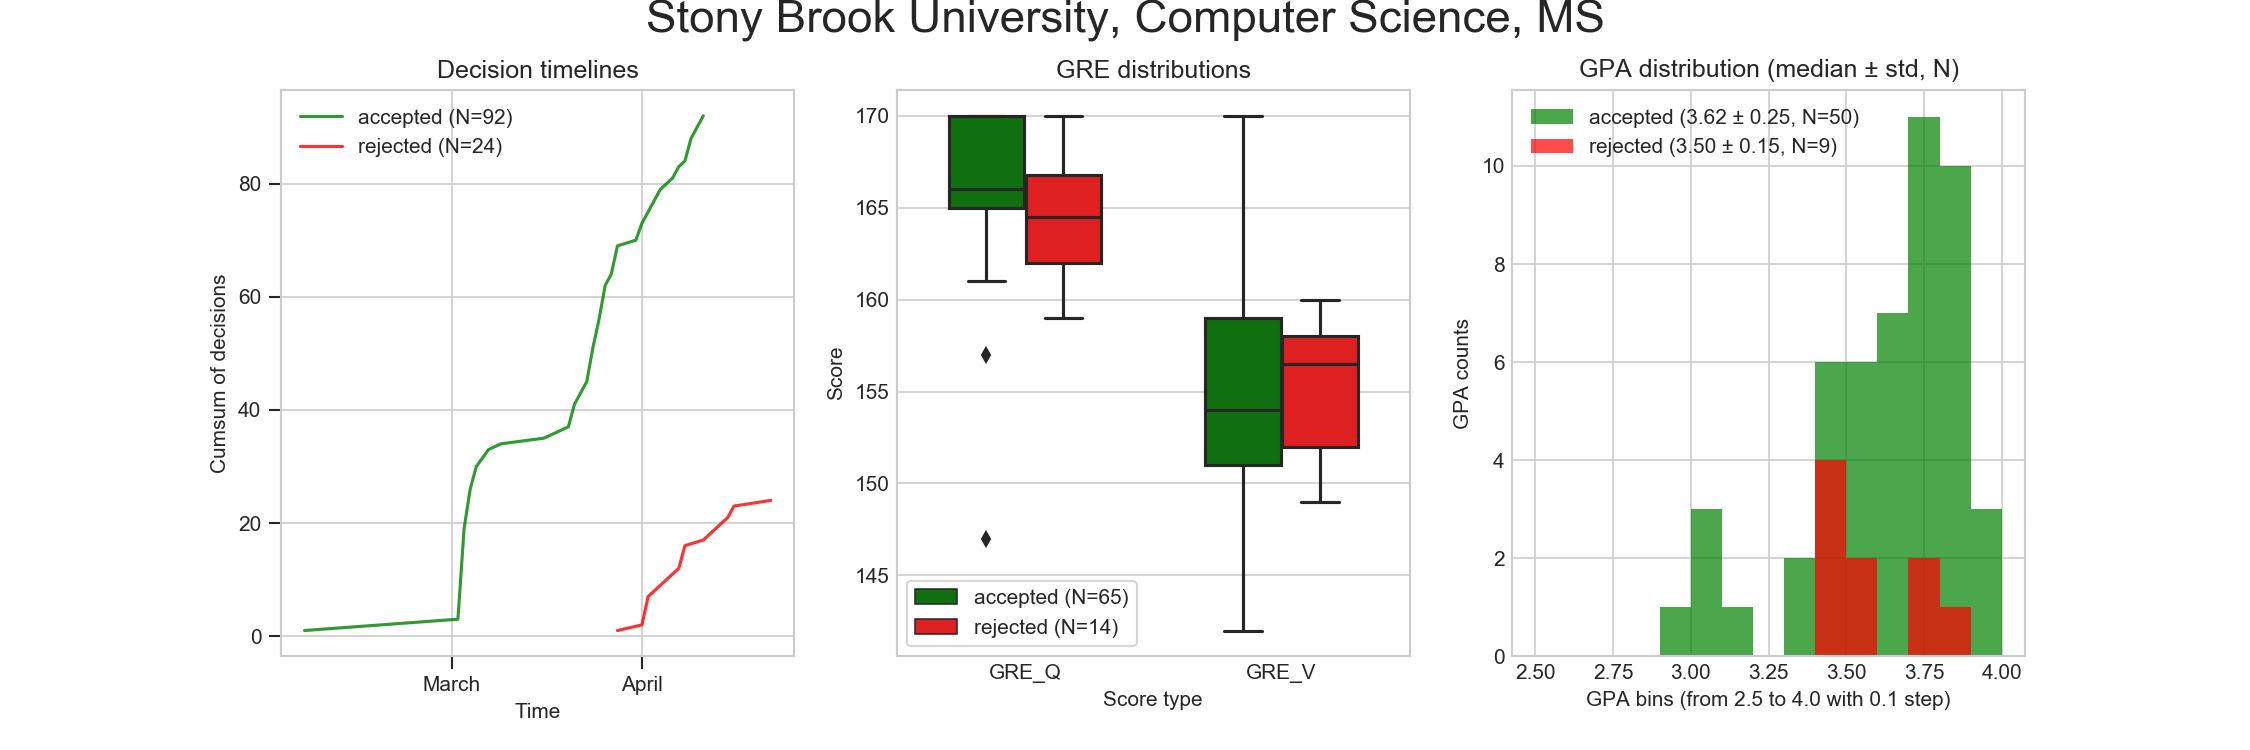 Stony Brook University, Computer Science, MS
Decision timelines
accepted (N=92)
rejected (N=24)
80
60
40
20
0
Cumsum of decisions
March
April
Time
GRE distributions
170
165
160
155
150
145
Score
accepted (N=65)
rejected (N=14)
GRE_Q
GRE_V
Score type
GPA distribution (median ± std, N)
accepted (3.62 ± 0.25, N=50)
rejected (3.50 ± 0.15, N=9)
10
8
6
4
2
0
GPA counts
2.50
2.75
3.00
3.25
3.50
3.75
4.00
GPA bins (from 2.5 to 4.0 with 0.1 step)